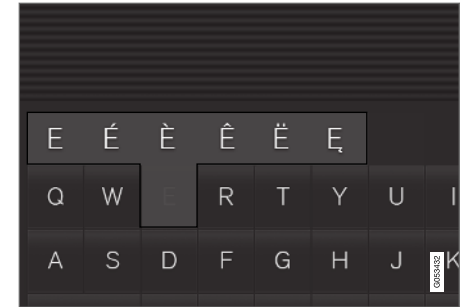 E É È Ê Ë Ę
Q W E R T Y U I
A S D F G H J K
G053432